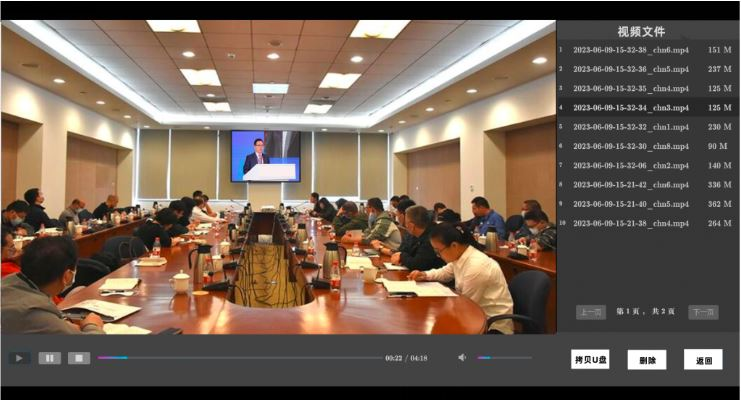 视频文件
1 2023-06-09-15-32-38_chn6.mp4 151 M
2 2023-06-09-15-32-36_chn5.mp4 237 M
3 2023-06-09-15-32-35_chn4.mp4 125 M
4 2023-06-09-15-32-34_chn3.mp4 125 M
5 2023-06-09-15-32-32_chn1.mp4 230 M
6 2023-06-09-15-32-30_chn8.mp4 90 M
7 2023-06-09-15-32-06_chn2.mp4 140 M
8 2023-06-09-15-21-42_chn6.mp4 336 M
9 2023-06-09-15-21-40_chn5.mp4 362 M
10 2023-06-09-15-21-38_chn4.mp4 264 M
上一页 第 1 页 ，共 2 页 下一页
00:22 / 04:18
拷贝U盘 删除 返回